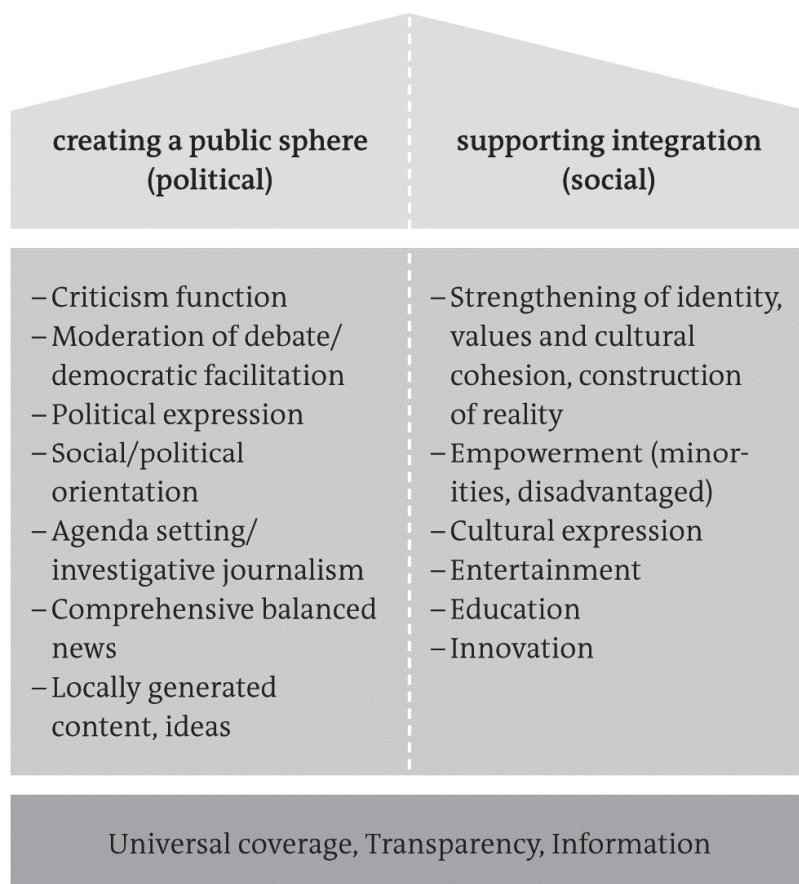 creating a public sphere
(political)
supporting integration
(social)
– Criticism function
– Moderation of debate/
democratic facilitation
– Political expression
– Social/political
orientation
– Agenda setting/
investigative journalism
– Comprehensive balanced
news
– Locally generated
content, ideas
– Strengthening of identity,
values and cultural
cohesion, construction
of reality
– Empowerment (minor-
ities, disadvantaged)
– Cultural expression
– Entertainment
– Education
– Innovation
Universal coverage, Transparency, Information